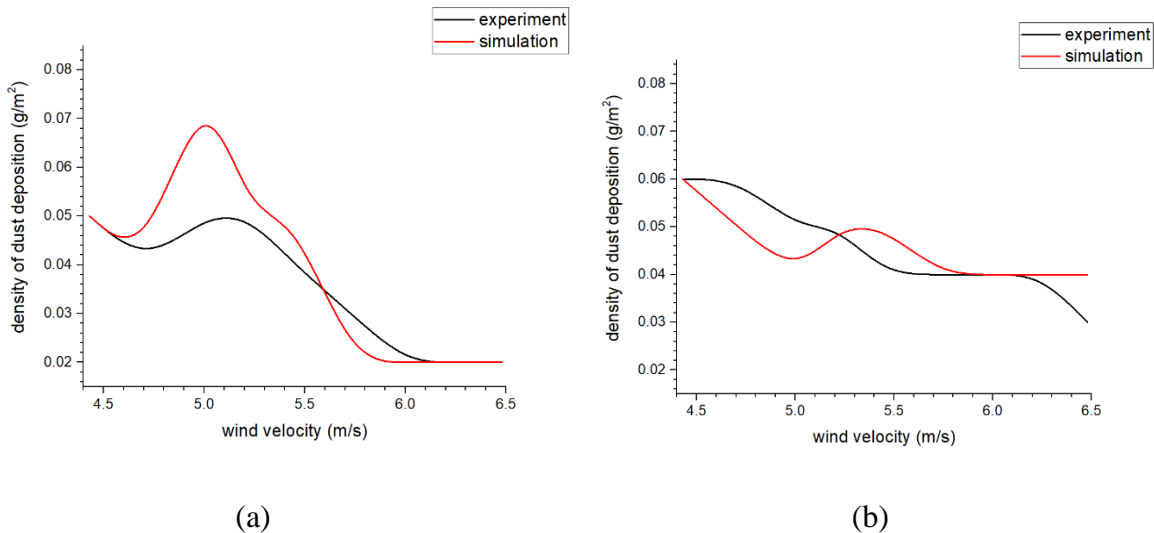 experiment
simulation
0.08
0.07
0.06
0.05
0.04
0.03
0.02
density of dust deposition (g/m²)
4.5 5.0 5.5 6.0 6.5
wind velocity (m/s)
(a)
experiment
simulation
0.08
0.07
0.06
0.05
0.04
0.03
0.02
density of dust deposition (g/m²)
4.5 5.0 5.5 6.0 6.5
wind velocity (m/s)
(b)